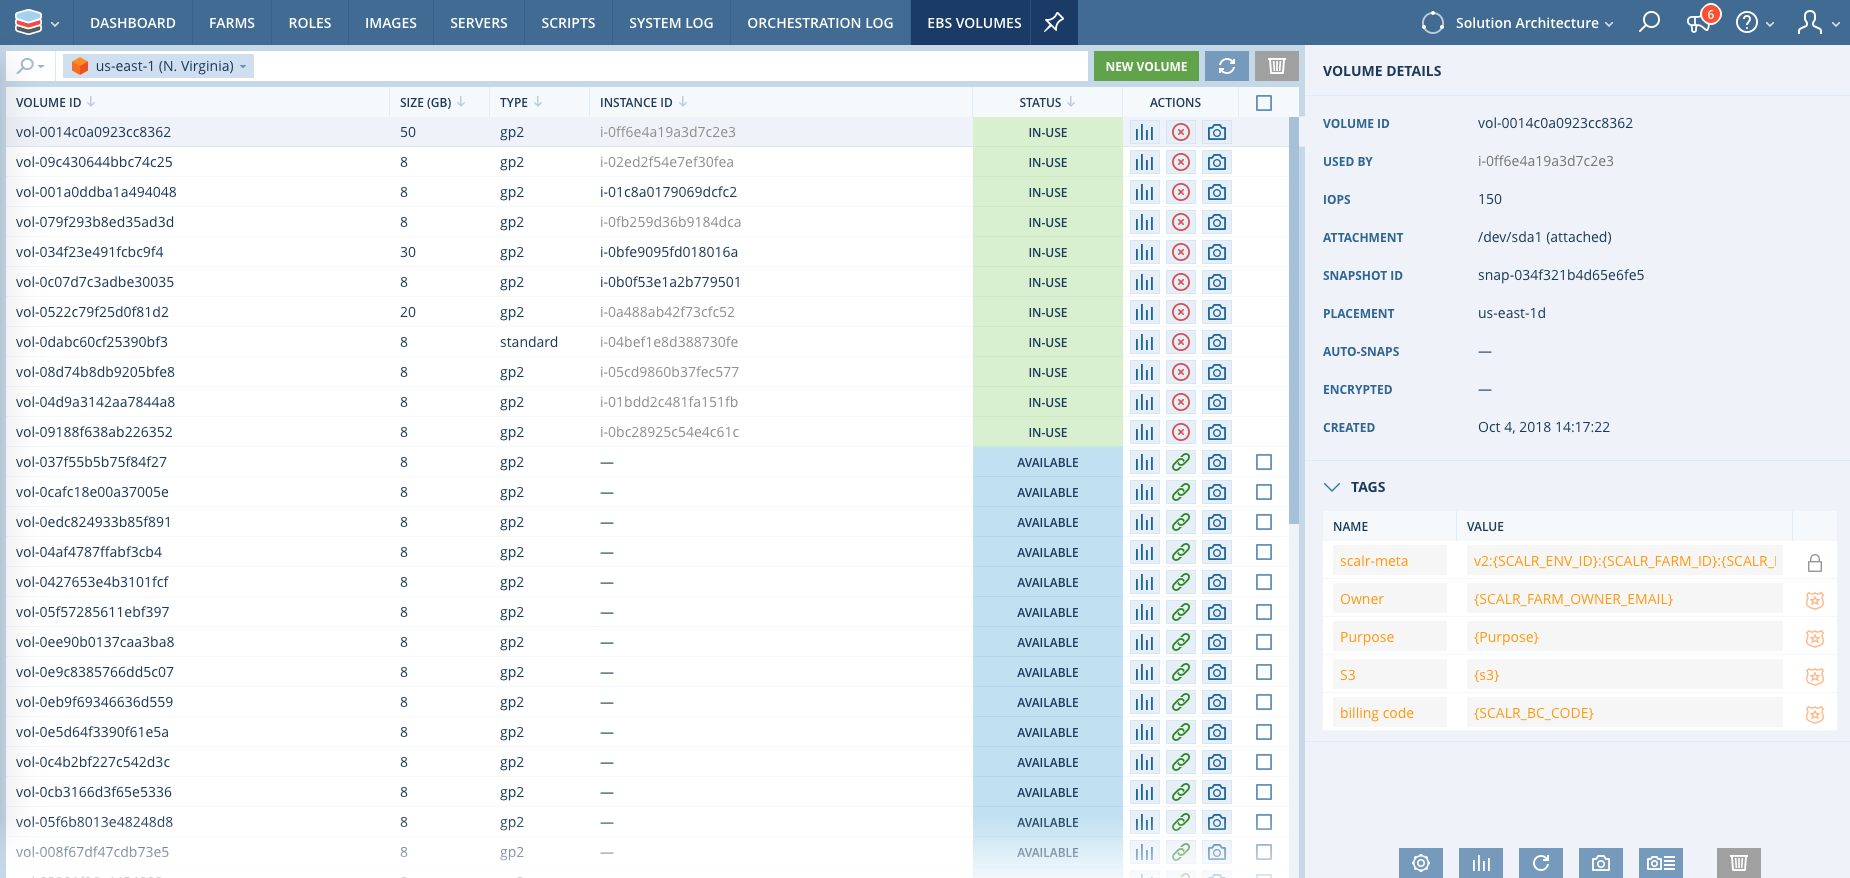 DASHBOARD FARMS ROLES IMAGES SERVERS SCRIPTS SYSTEM LOG ORCHESTRATION LOG EBS VOLUMES Solution Architecture 6
us-east-1 (N. Virginia) NEW VOLUME
VOLUME ID SIZE (GB) TYPE INSTANCE ID STATUS ACTIONS
vol-0014c0a0923cc8362 50 gp2 i-0ff6e4a19a3d7c2e3 IN-USE
vol-09c430644bbc74c25 8 gp2 i-02ed2f54e7ef30fea IN-USE
vol-001a0ddba1a494048 8 gp2 i-01c8a0179069dcfc2 IN-USE
vol-079f293b8ed35ad3d 8 gp2 i-0fb259d36b9184dca IN-USE
vol-034f23e491fcbc9f4 30 gp2 i-0bfe9095fd018016a IN-USE
vol-0c07d7c3adbe30035 8 gp2 i-0b0f53e1a2b779501 IN-USE
vol-0522c79f25d0f81d2 20 gp2 i-0a488ab42f73cfc52 IN-USE
vol-0dabc60cf25390bf3 8 standard i-04bef1e8d388730fe IN-USE
vol-08d74b8db9205bfe8 8 gp2 i-05cd9860b37fec577 IN-USE
vol-04d9a3142aa7844a8 8 gp2 i-01bdd2c481fa151fb IN-USE
vol-09188f638ab226352 8 gp2 i-0bc28925c54e4c61c IN-USE
vol-037f55b5b75f84f27 8 gp2 — AVAILABLE
vol-0cafc18e00a37005e 8 gp2 — AVAILABLE
vol-0edc824933b85f891 8 gp2 — AVAILABLE
vol-04af4787ffabf3cb4 8 gp2 — AVAILABLE
vol-0427653e4b3101fcf 8 gp2 — AVAILABLE
vol-05f57285611ebf397 8 gp2 — AVAILABLE
vol-0ee90b0137caa3ba8 8 gp2 — AVAILABLE
vol-0e9c8385766dd5c07 8 gp2 — AVAILABLE
vol-0eb9f69346636d559 8 gp2 — AVAILABLE
vol-0e5d64f3390f61e5a 8 gp2 — AVAILABLE
vol-0c4b2bf227c542d3c 8 gp2 — AVAILABLE
vol-0cb3166d3f65e5336 8 gp2 — AVAILABLE
vol-05f6b8013e48248d8 8 gp2 — AVAILABLE
vol-008f67df47cdb73e5 8 gp2 — AVAILABLE
VOLUME DETAILS
VOLUME ID vol-0014c0a0923cc8362
USED BY i-0ff6e4a19a3d7c2e3
IOPS 150
ATTACHMENT /dev/sda1 (attached)
SNAPSHOT ID snap-034f321b4d65e6fe5
PLACEMENT us-east-1d
AUTO-SNAPS —
ENCRYPTED —
CREATED Oct 4, 2018 14:17:22
TAGS
NAME VALUE
scalr-meta v2:{SCALR_ENV_ID}:{SCALR_FARM_ID}:{SCALR_
Owner {SCALR_FARM_OWNER_EMAIL}
Purpose {Purpose}
S3 {s3}
billing code {SCALR_BC_CODE}